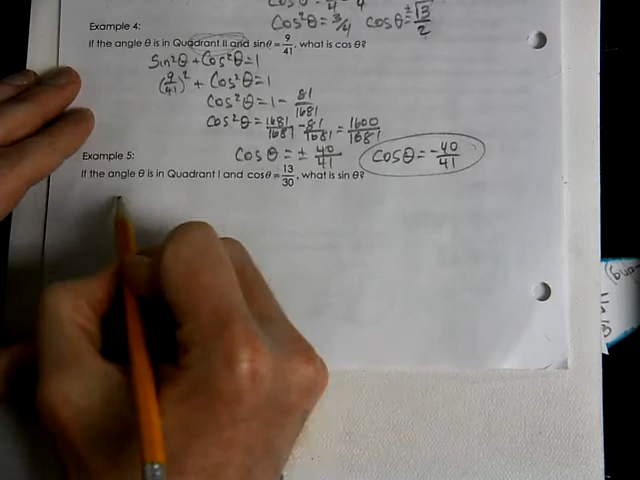 Cos²θ = 3/4 Cosθ = ±√13/2
Example 4:
If the angle θ is in Quadrant II and sinθ = 9/41, what is cos θ?
Sin²θ + Cos²θ = 1
(9/41)² + Cos²θ = 1
Cos²θ = 1 - 81/1681
Cos²θ = 1681/1681 - 81/1681 = 1600/1681
Cosθ = ± 40/41 Cosθ = -40/41
Example 5:
If the angle θ is in Quadrant I and cosθ = 13/30, what is sin θ?